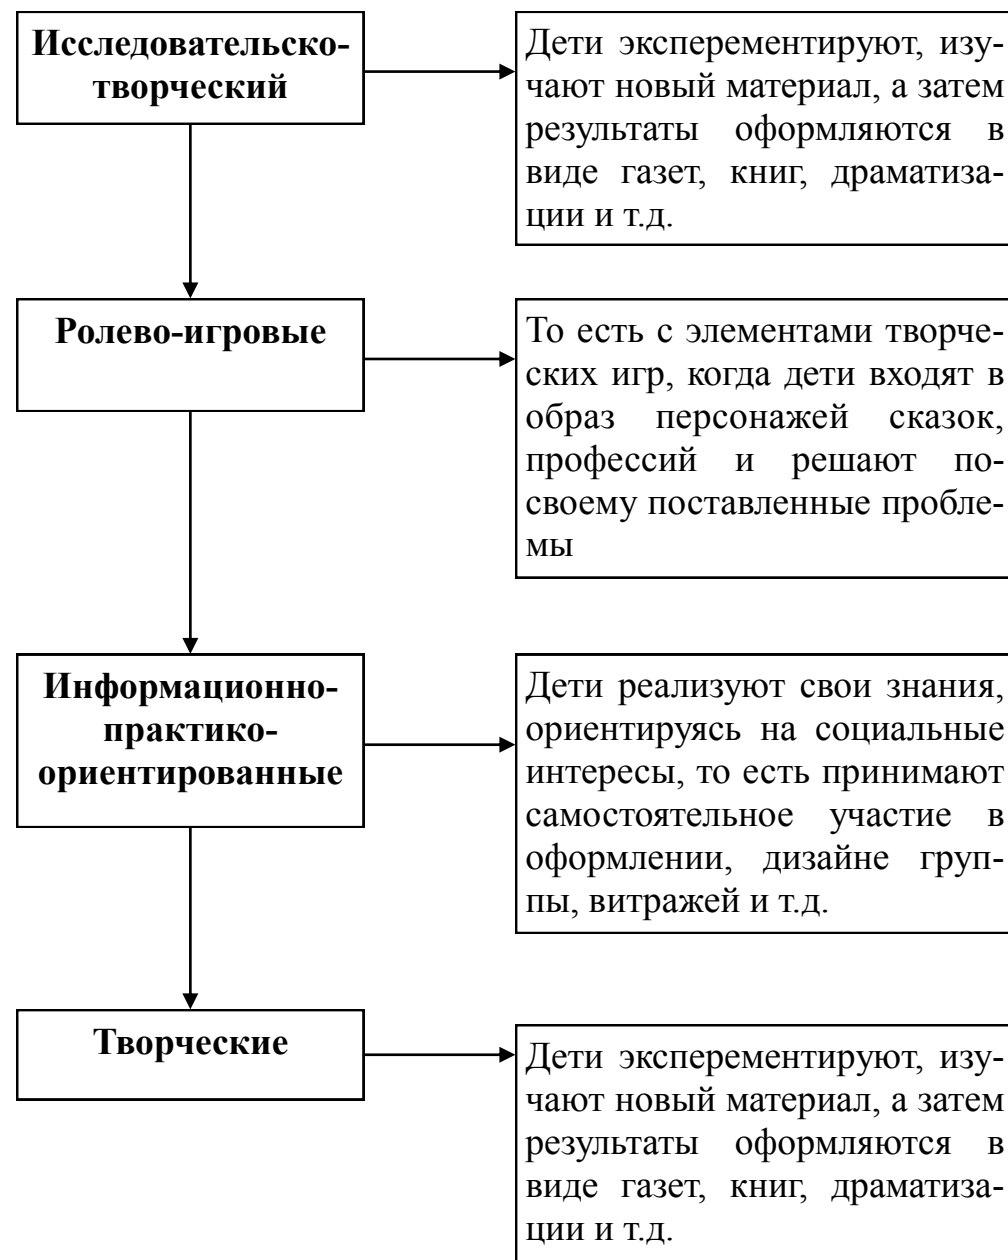 Исследовательско-
творческий
Дети эксперементируют, изу-
чают новый материал, а затем
результаты оформляются в
виде газет, книг, драматиза-
ции и т.д.
Ролево-игровые
То есть с элементами творче-
ских игр, когда дети входят в
образ персонажей сказок,
профессий и решают по-
своему поставленные пробле-
мы
Информационно-
практико-
ориентированные
Дети реализуют свои знания,
ориентируясь на социальные
интересы, то есть принимают
самостоятельное участие в
оформлении, дизайне груп-
пы, витражей и т.д.
Творческие
Дети эксперементируют, изу-
чают новый материал, а затем
результаты оформляются в
виде газет, книг, драматиза-
ции и т.д.